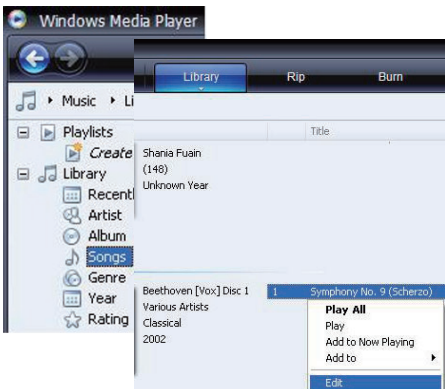 Windows Media Player
Music Li
Playlists
Create
Library
Recentl
Artist
Album
Songs
Genre
Year
Rating
Library Rip Burn
Title
Shania Fuain
(148)
Unknown Year
Beethoven [Vox] Disc 1
Various Artists
Classical
2002
1 Symphony No. 9 (Scherzo)
Play All
Play
Add to Now Playing
Add to
Edit